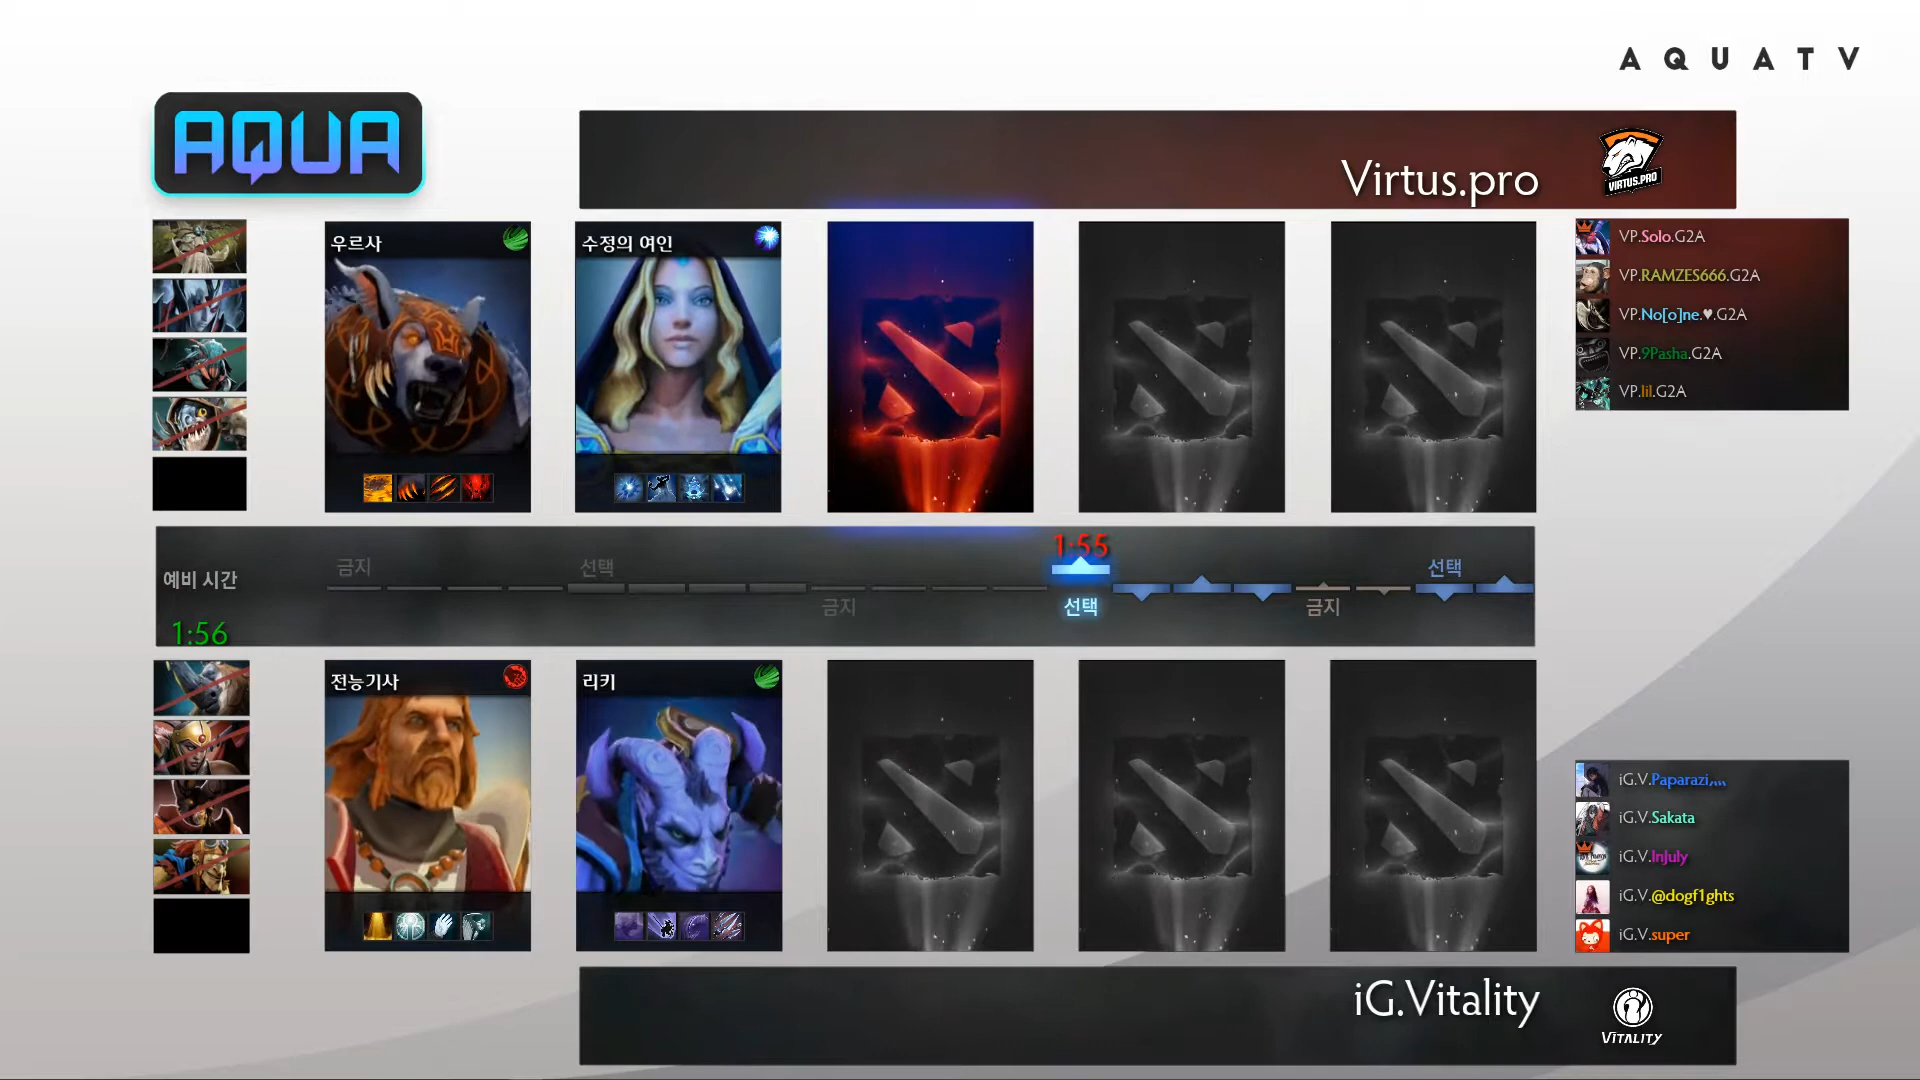 AQUATV
AQUA
Virtus.pro
VIRTUS.PRO
우르사
수정의 여인
VP.Solo.G2A
VP.RAMZES666.G2A
VP.No[o]ne.♥.G2A
VP.9Pasha.G2A
VP.lil.G2A
예비 시간
1:56
금지
선택
금지
1:55
선택
금지
선택
전능기사
리키
iG.V.Paparazi灬
iG.V.Sakata
iG.V.InJuly
iG.V.@dogf1ghts
iG.V.super
iG.Vitality
VITALITY